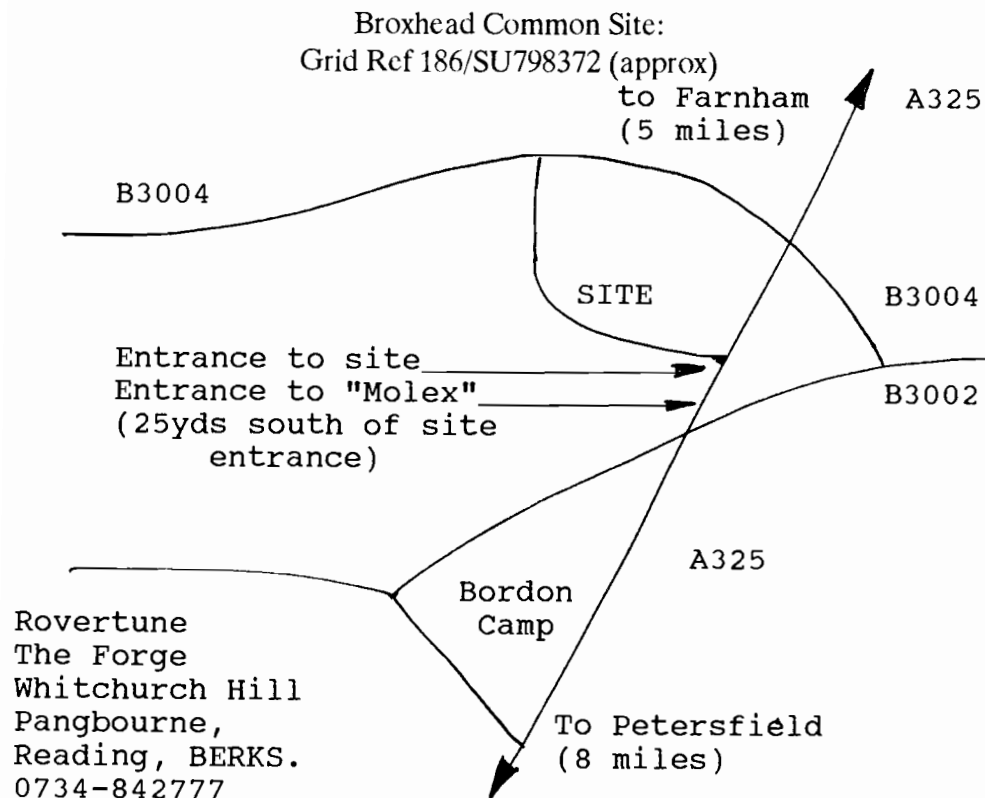 Broxhead Common Site:
Grid Ref 186/SU798372 (approx)
to Farnham
(5 miles)
A325
B3004
SITE
B3004
Entrance to site
Entrance to "Molex"
(25yds south of site
entrance)
B3002
A325
Bordon
Camp
Rovertune
The Forge
Whitchurch Hill
Pangbourne,
Reading, BERKS.
0734-842777
To Petersfield
(8 miles)